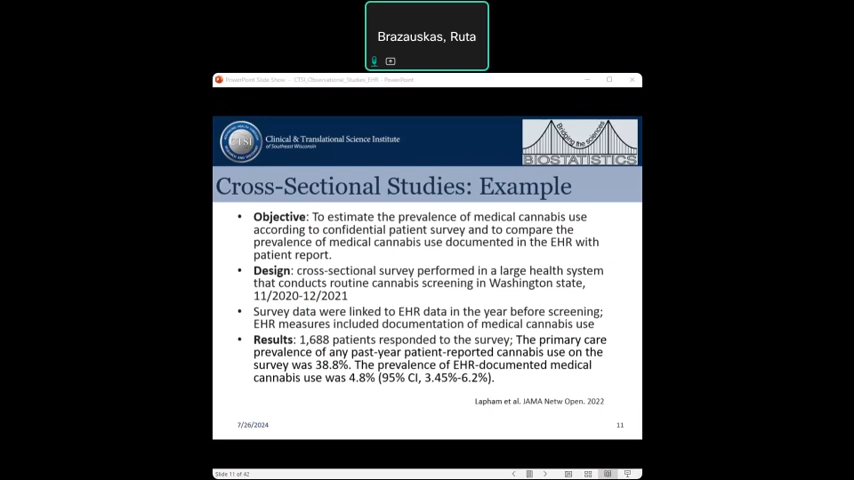 Brazauskas, Ruta
PowerPoint Slide Show - CTSI_Observational_Studies_EHR - PowerPoint
CTSI
Clinical & Translational Science Institute
of Southeast Wisconsin
Bridging the Sciences
BIOSTATISTICS
Cross-Sectional Studies: Example
• Objective: To estimate the prevalence of medical cannabis use
according to confidential patient survey and to compare the
prevalence of medical cannabis use documented in the EHR with
patient report.
• Design: cross-sectional survey performed in a large health system
that conducts routine cannabis screening in Washington state,
11/2020-12/2021
• Survey data were linked to EHR data in the year before screening;
EHR measures included documentation of medical cannabis use
• Results: 1,688 patients responded to the survey; The primary care
prevalence of any past-year patient-reported cannabis use on the
survey was 38.8%. The prevalence of EHR-documented medical
cannabis use was 4.8% (95% CI, 3.45%-6.2%).
Lapham et al. JAMA Netw Open. 2022
7/26/2024
11
Slide 11 of 42